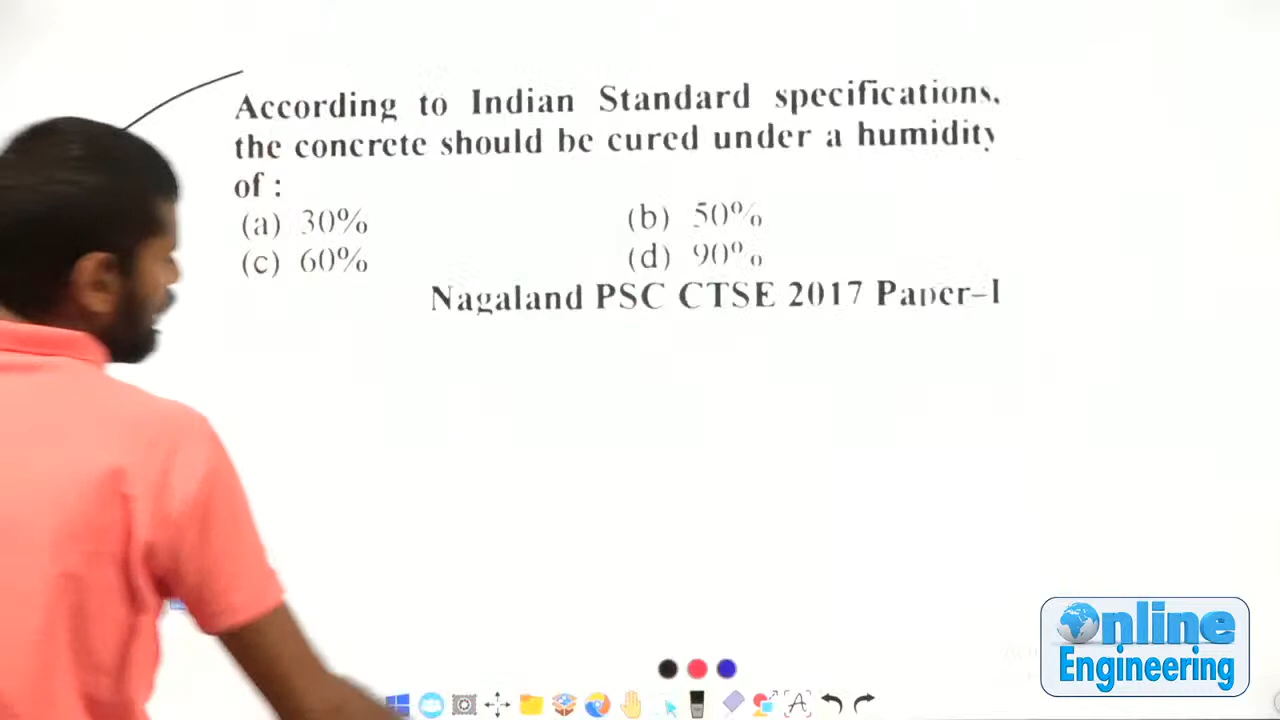 According to Indian Standard specifications,
the concrete should be cured under a humidity
of :
(a) 30%
(b) 50%
(c) 60%
(d) 90%
Nagaland PSC CTSE 2017 Paper–I
Online
Engineering